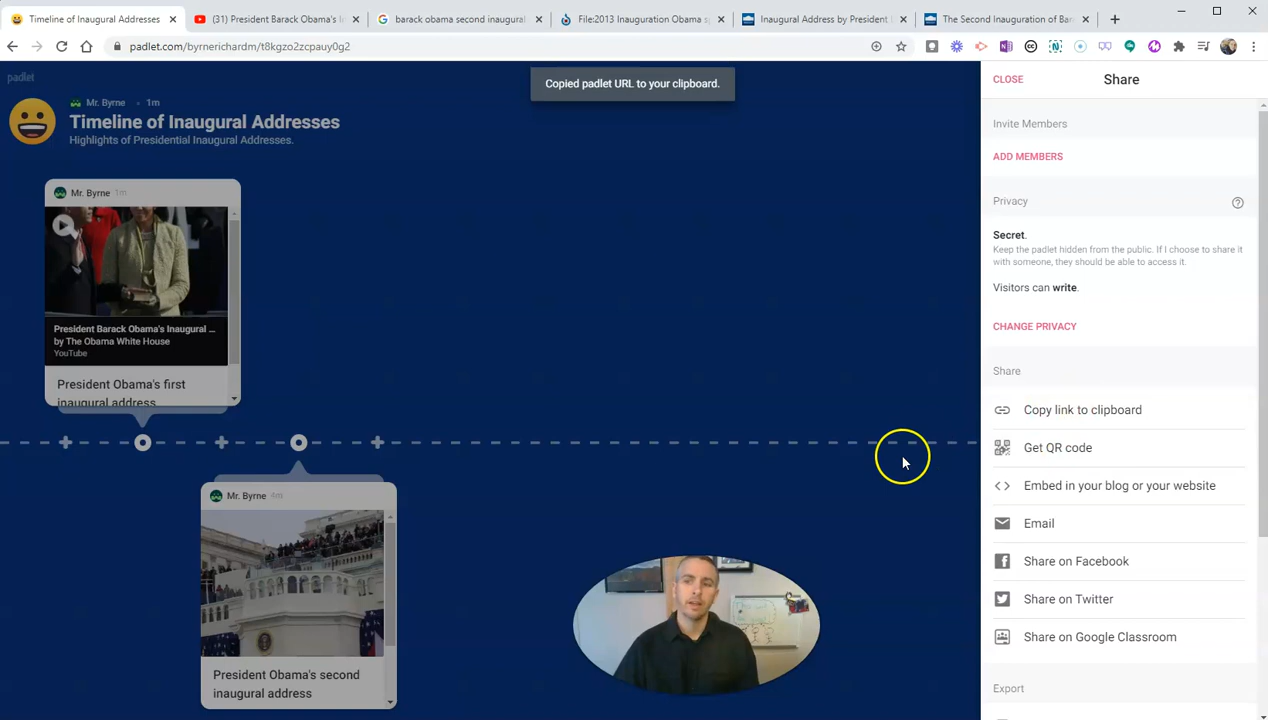 Timeline of Inaugural Addresses
(31) President Barack Obama's I
barack obama second inaugural
File:2013 Inauguration Obama s
Inaugural Address by President
The Second Inauguration of Bar
padlet.com/byrnerichardm/t8kgzo2zcpauy0g2
padlet
Copied padlet URL to your clipboard.
CLOSE
Share
Mr. Byrne • 1m
Timeline of Inaugural Addresses
Highlights of Presidential Inaugural Addresses.
Invite Members
ADD MEMBERS
Privacy
Secret.
Keep the padlet hidden from the public. If I choose to share it
with someone, they should be able to access it.
Visitors can write.
CHANGE PRIVACY
Share
Copy link to clipboard
Get QR code
Embed in your blog or your website
Email
Share on Facebook
Share on Twitter
Share on Google Classroom
Export
Mr. Byrne 1m
President Barack Obama's Inaugural ...
by The Obama White House
YouTube
President Obama's first
inaugural address
Mr. Byrne 4m
President Obama's second
inaugural address